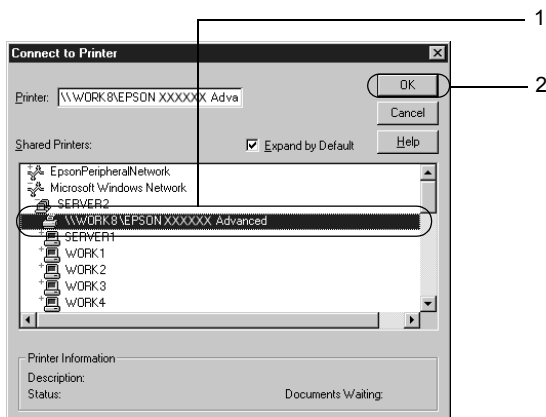 1
Connect to Printer
Printer: \\WORK8\EPSON XXXXXX Adva
OK
2
Cancel
Shared Printers:
Expand by Default
Help
EpsonPeripheralNetwork
Microsoft Windows Network
SERVER2
\\WORK8\EPSON XXXXXX Advanced
SERVER1
WORK1
WORK2
WORK3
WORK4
Printer Information
Description:
Status:
Documents Waiting: